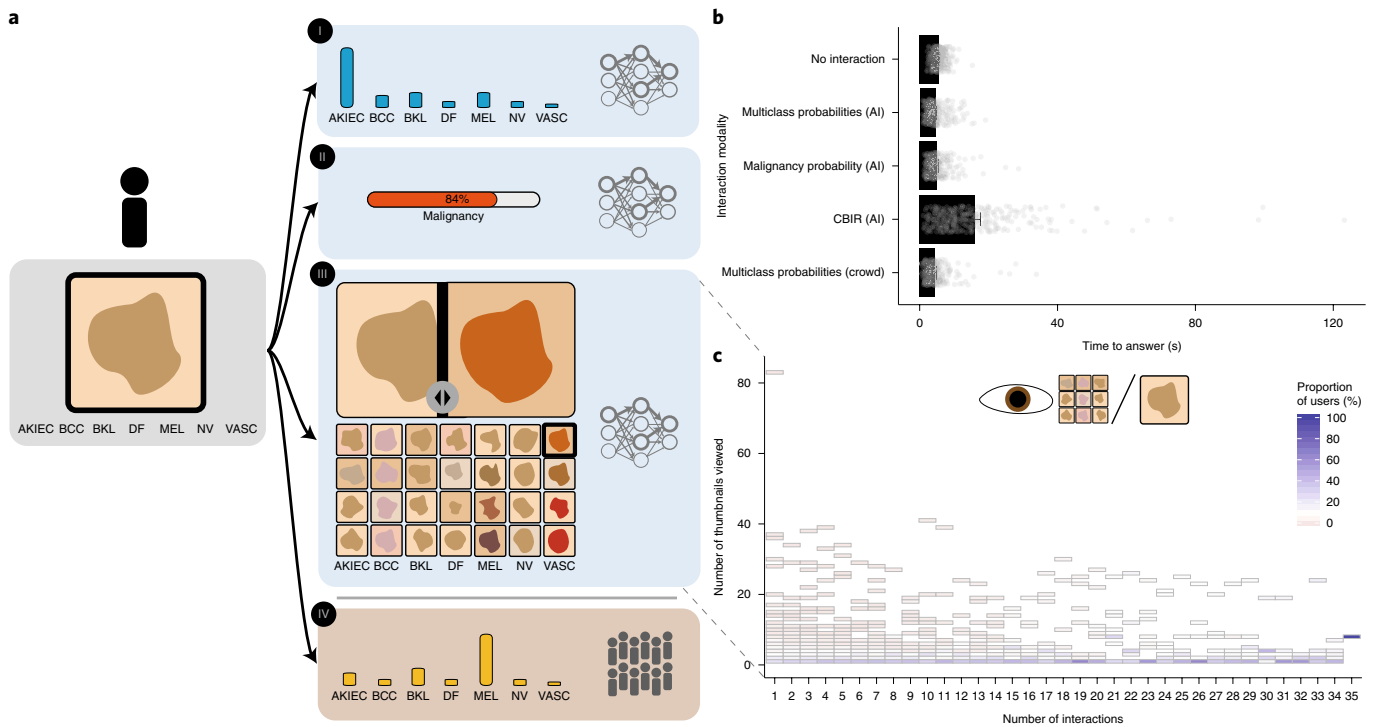 a
I
AKIEC BCC BKL DF MEL NV VASC
II
84%
Malignancy
III
AKIEC BCC BKL DF MEL NV VASC
AKIEC BCC BKL DF MEL NV VASC
IV
AKIEC BCC BKL DF MEL NV VASC
b
Interaction modality
No interaction
Multiclass probabilities (AI)
Malignancy probability (AI)
CBIR (AI)
Multiclass probabilities (crowd)
0 40 80 120
Time to answer (s)
c
Number of thumbnails viewed
80
60
40
20
0
Proportion
of users (%)
100
80
60
40
20
0
1 2 3 4 5 6 7 8 9 10 11 12 13 14 15 16 17 18 19 20 21 22 23 24 25 26 27 28 29 30 31 32 33 34 35
Number of interactions